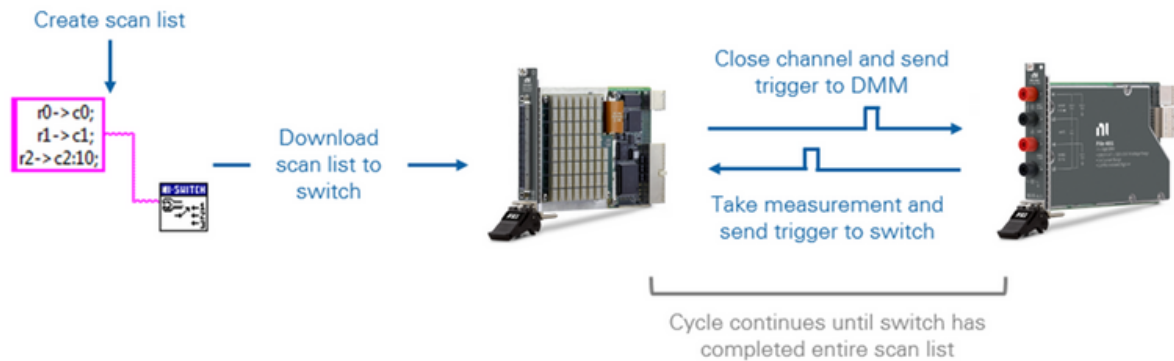 Create scan list
r0->c0;
r1->c1;
r2->c2:10;
NI-SWITCH
Download
scan list to
switch
Close channel and send
trigger to DMM
Take measurement and
send trigger to switch
Cycle continues until switch has
completed entire scan list